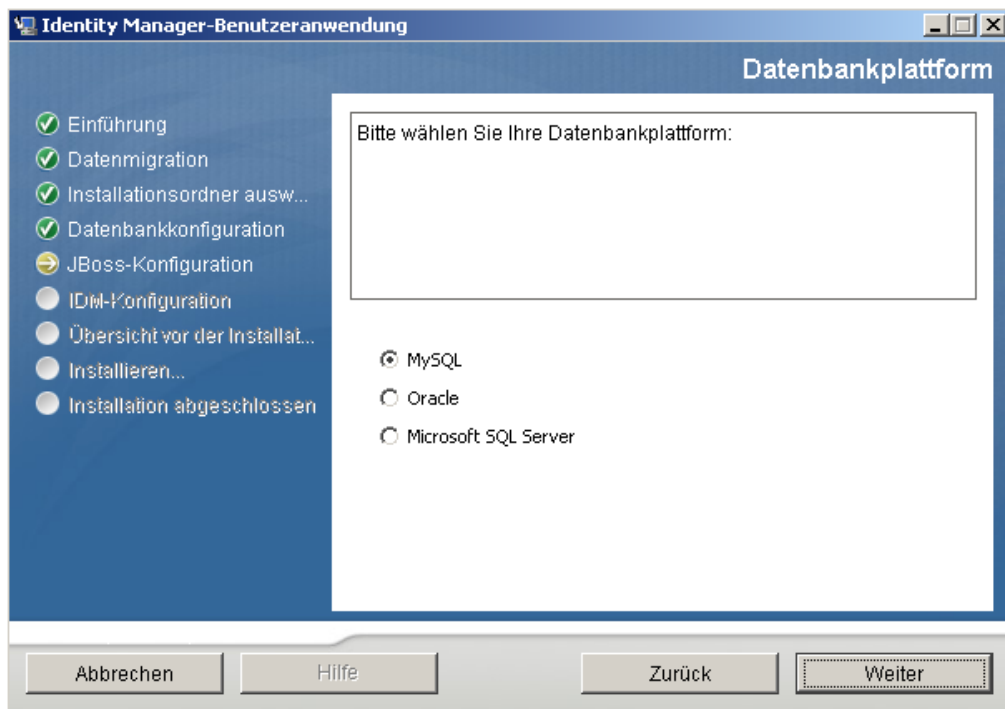 Identity Manager-Benutzeranwendung
Datenbankplattform
Einführung
Datenmigration
Installationsordner ausw...
Datenbankkonfiguration
JBoss-Konfiguration
IDM-Konfiguration
Übersicht vor der Installat...
Installieren...
Installation abgeschlossen
Bitte wählen Sie Ihre Datenbankplattform:
MySQL
Oracle
Microsoft SQL Server
Abbrechen
Hilfe
Zurück
Weiter